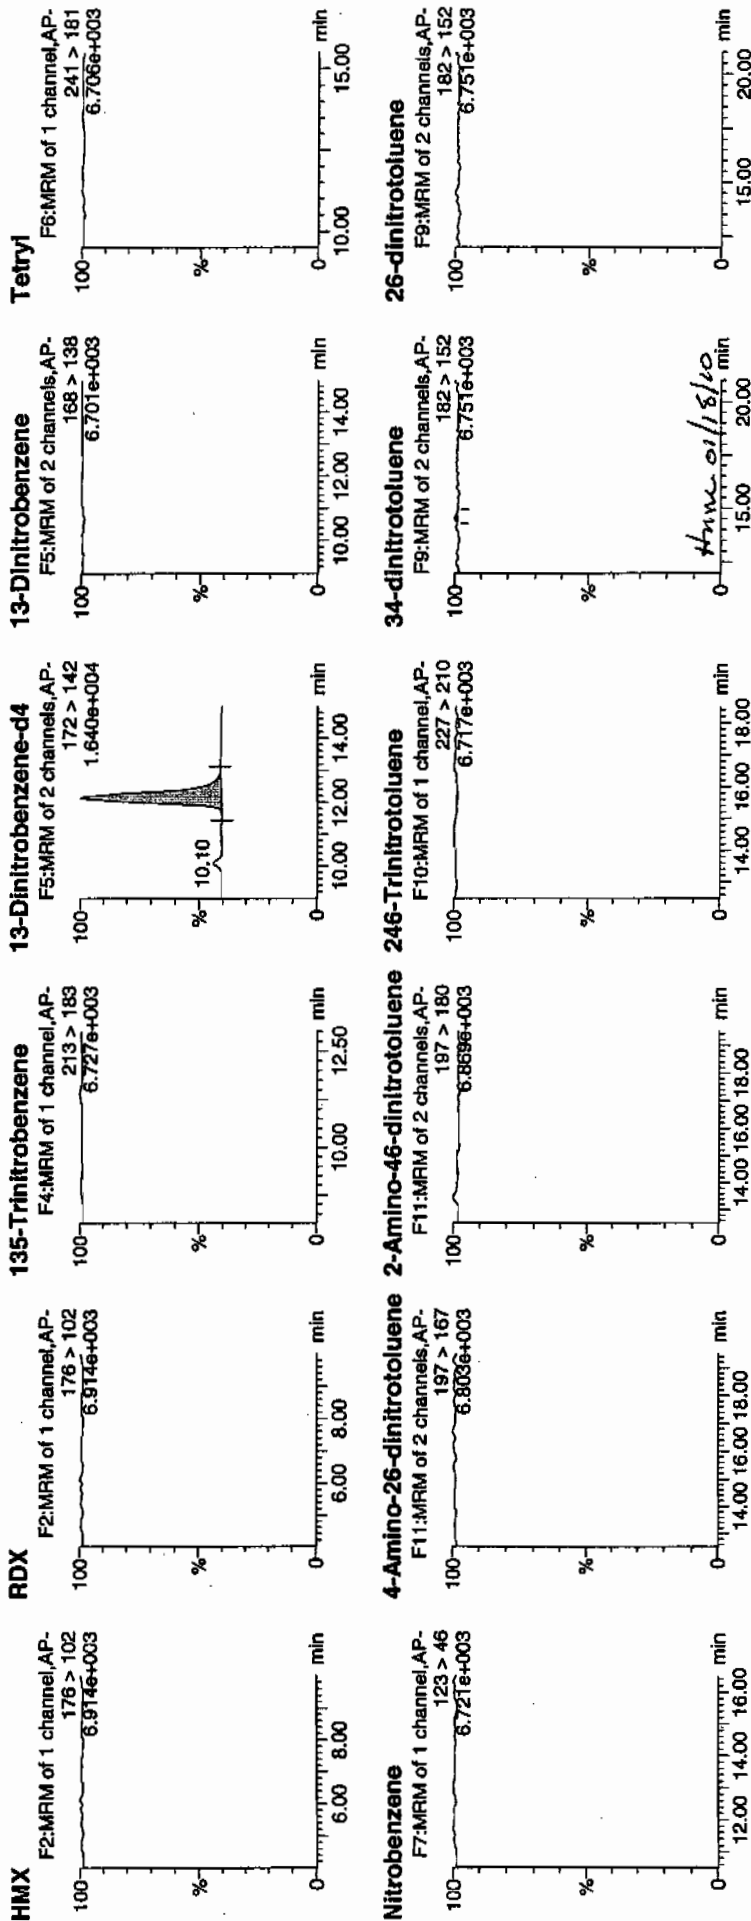 HMX
F2:MRM of 1 channel,AP-
176 > 102
6.914e+003
100
%
0
6.00 8.00
min
RDX
F2:MRM of 1 channel,AP-
176 > 102
6.914e+003
100
%
0
6.00 8.00
min
135-Trinitrobenzene
F4:MRM of 1 channel,AP-
213 > 183
6.727e+003
100
%
0
10.00 12.50
min
13-Dinitrobenzene-d4
F5:MRM of 2 channels,AP-
172 > 142
1.640e+004
100
10.10
%
0
10.00 12.00 14.00
min
13-Dinitrobenzene
F5:MRM of 2 channels,AP-
168 > 138
6.701e+003
100
%
0
10.00 12.00 14.00
min
Tetryl
F6:MRM of 1 channel,AP-
241 > 181
6.706e+003
100
%
0
10.00 15.00
min
Nitrobenzene
F7:MRM of 1 channel,AP-
123 > 46
6.721e+003
100
%
0
12.00 14.00 16.00
min
4-Amino-26-dinitrotoluene
F11:MRM of 2 channels,AP-
197 > 167
6.803e+003
100
%
0
14.00 16.00 18.00
min
2-Amino-46-dinitrotoluene
F11:MRM of 2 channels,AP-
197 > 180
6.869e+003
100
%
0
14.00 16.00 18.00
min
246-Trinitrotoluene
F10:MRM of 1 channel,AP-
227 > 210
6.717e+003
100
%
0
14.00 16.00 18.00
min
34-dinitrotoluene
F9:MRM of 2 channels,AP-
182 > 152
6.751e+003
100
%
0
15.00 20.00
min
01/18/10
26-dinitrotoluene
F9:MRM of 2 channels,AP-
182 > 152
6.751e+003
100
%
0
15.00 20.00
min